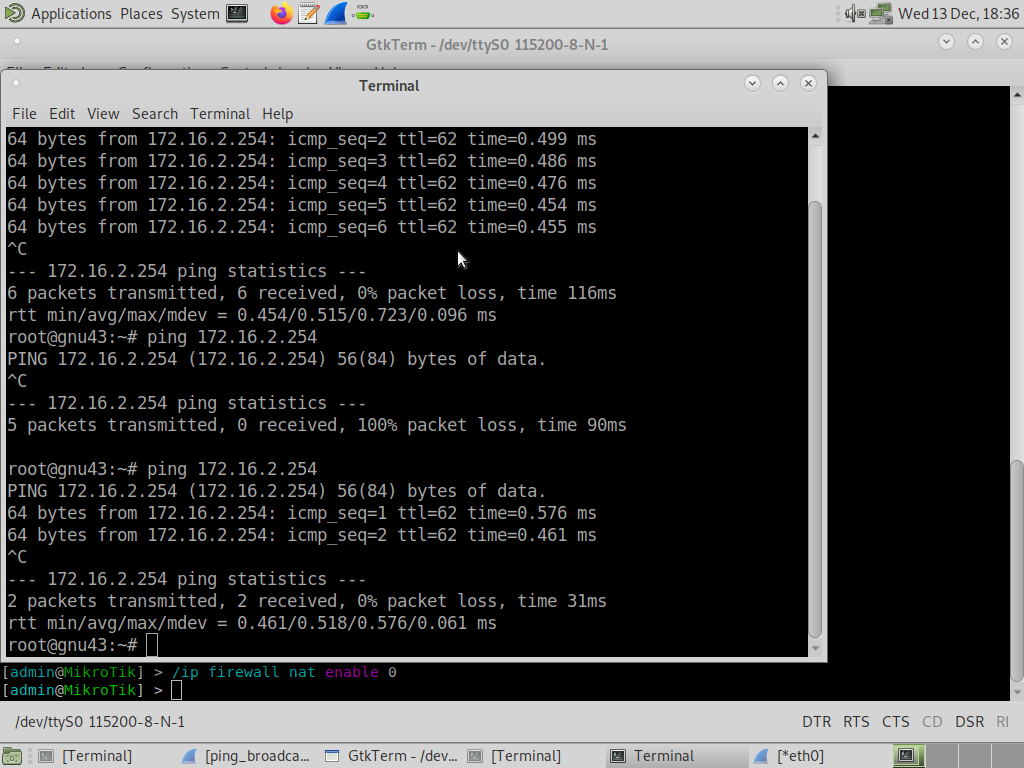 Applications Places System Wed 13 Dec, 18:36
GtkTerm - /dev/ttyS0 115200-8-N-1
Terminal
File Edit View Search Terminal Help
64 bytes from 172.16.2.254: icmp_seq=2 ttl=62 time=0.499 ms
64 bytes from 172.16.2.254: icmp_seq=3 ttl=62 time=0.486 ms
64 bytes from 172.16.2.254: icmp_seq=4 ttl=62 time=0.476 ms
64 bytes from 172.16.2.254: icmp_seq=5 ttl=62 time=0.454 ms
64 bytes from 172.16.2.254: icmp_seq=6 ttl=62 time=0.455 ms
^C
--- 172.16.2.254 ping statistics ---
6 packets transmitted, 6 received, 0% packet loss, time 116ms
rtt min/avg/max/mdev = 0.454/0.515/0.723/0.096 ms
root@gnu43:~# ping 172.16.2.254
PING 172.16.2.254 (172.16.2.254) 56(84) bytes of data.
^C
--- 172.16.2.254 ping statistics ---
5 packets transmitted, 0 received, 100% packet loss, time 90ms
root@gnu43:~# ping 172.16.2.254
PING 172.16.2.254 (172.16.2.254) 56(84) bytes of data.
64 bytes from 172.16.2.254: icmp_seq=1 ttl=62 time=0.576 ms
64 bytes from 172.16.2.254: icmp_seq=2 ttl=62 time=0.461 ms
^C
--- 172.16.2.254 ping statistics ---
2 packets transmitted, 2 received, 0% packet loss, time 31ms
rtt min/avg/max/mdev = 0.461/0.518/0.576/0.061 ms
root@gnu43:~#
[admin@MikroTik] > /ip firewall nat enable 0
[admin@MikroTik] >
/dev/ttyS0 115200-8-N-1 DTR RTS CTS CD DSR RI
[Terminal] [ping_broadca... GtkTerm - /dev... [Terminal] Terminal [*eth0]